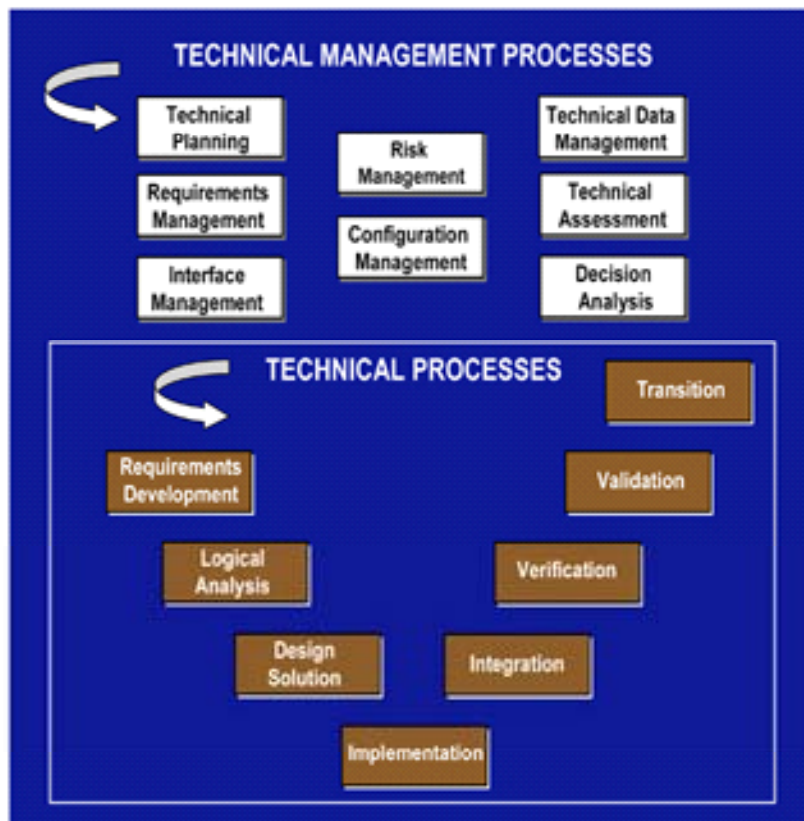 TECHNICAL MANAGEMENT PROCESSES
Technical
Planning
Requirements
Management
Interface
Management
Risk
Management
Configuration
Management
Technical Data
Management
Technical
Assessment
Decision
Analysis
TECHNICAL PROCESSES
Requirements
Development
Logical
Analysis
Design
Solution
Implementation
Integration
Verification
Validation
Transition